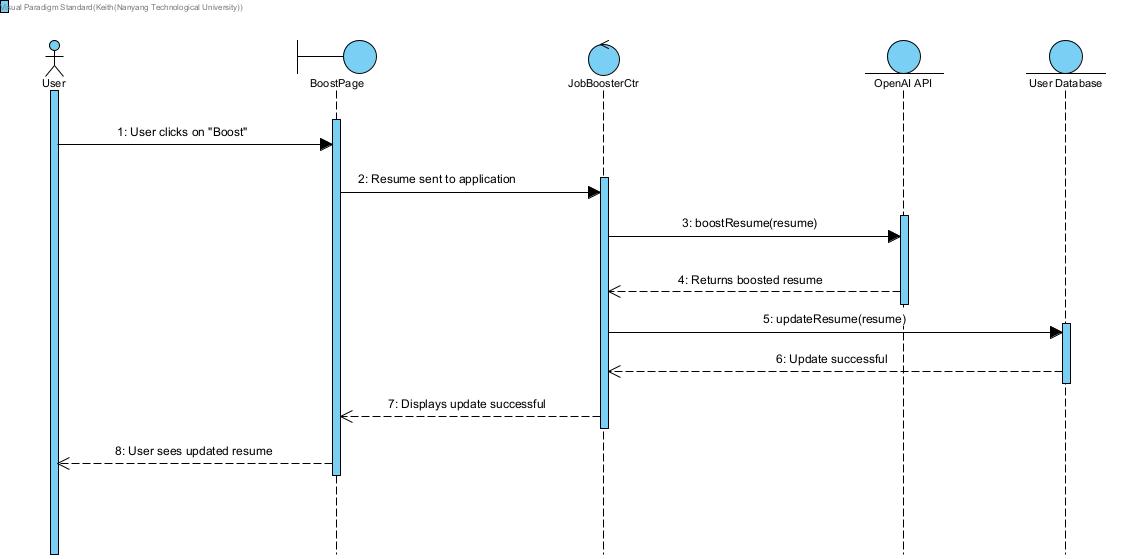 Visual Paradigm Standard(Keith(Nanyang Technological University))
User
BoostPage
JobBoosterCtr
OpenAI API
User Database
1: User clicks on "Boost"
2: Resume sent to application
3: boostResume(resume)
4: Returns boosted resume
5: updateResume(resume)
6: Update successful
7: Displays update successful
8: User sees updated resume